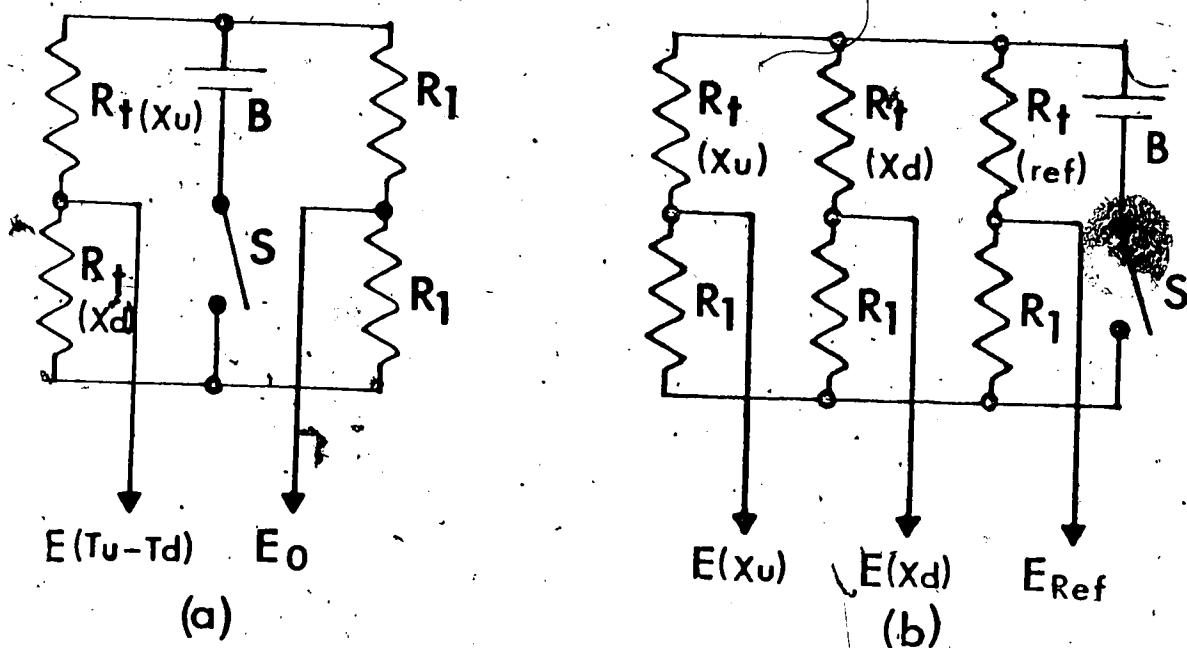 Rt (Xu)
B
R1
S
Rt
(Xd)
R1
E(Tu-Td)
E0
(a)
Rt
(Xu)
Rt
(Xd)
Rt
(ref)
B
S
R1
R1
R1
E(Xu)
E(Xd)
ERef
(b)